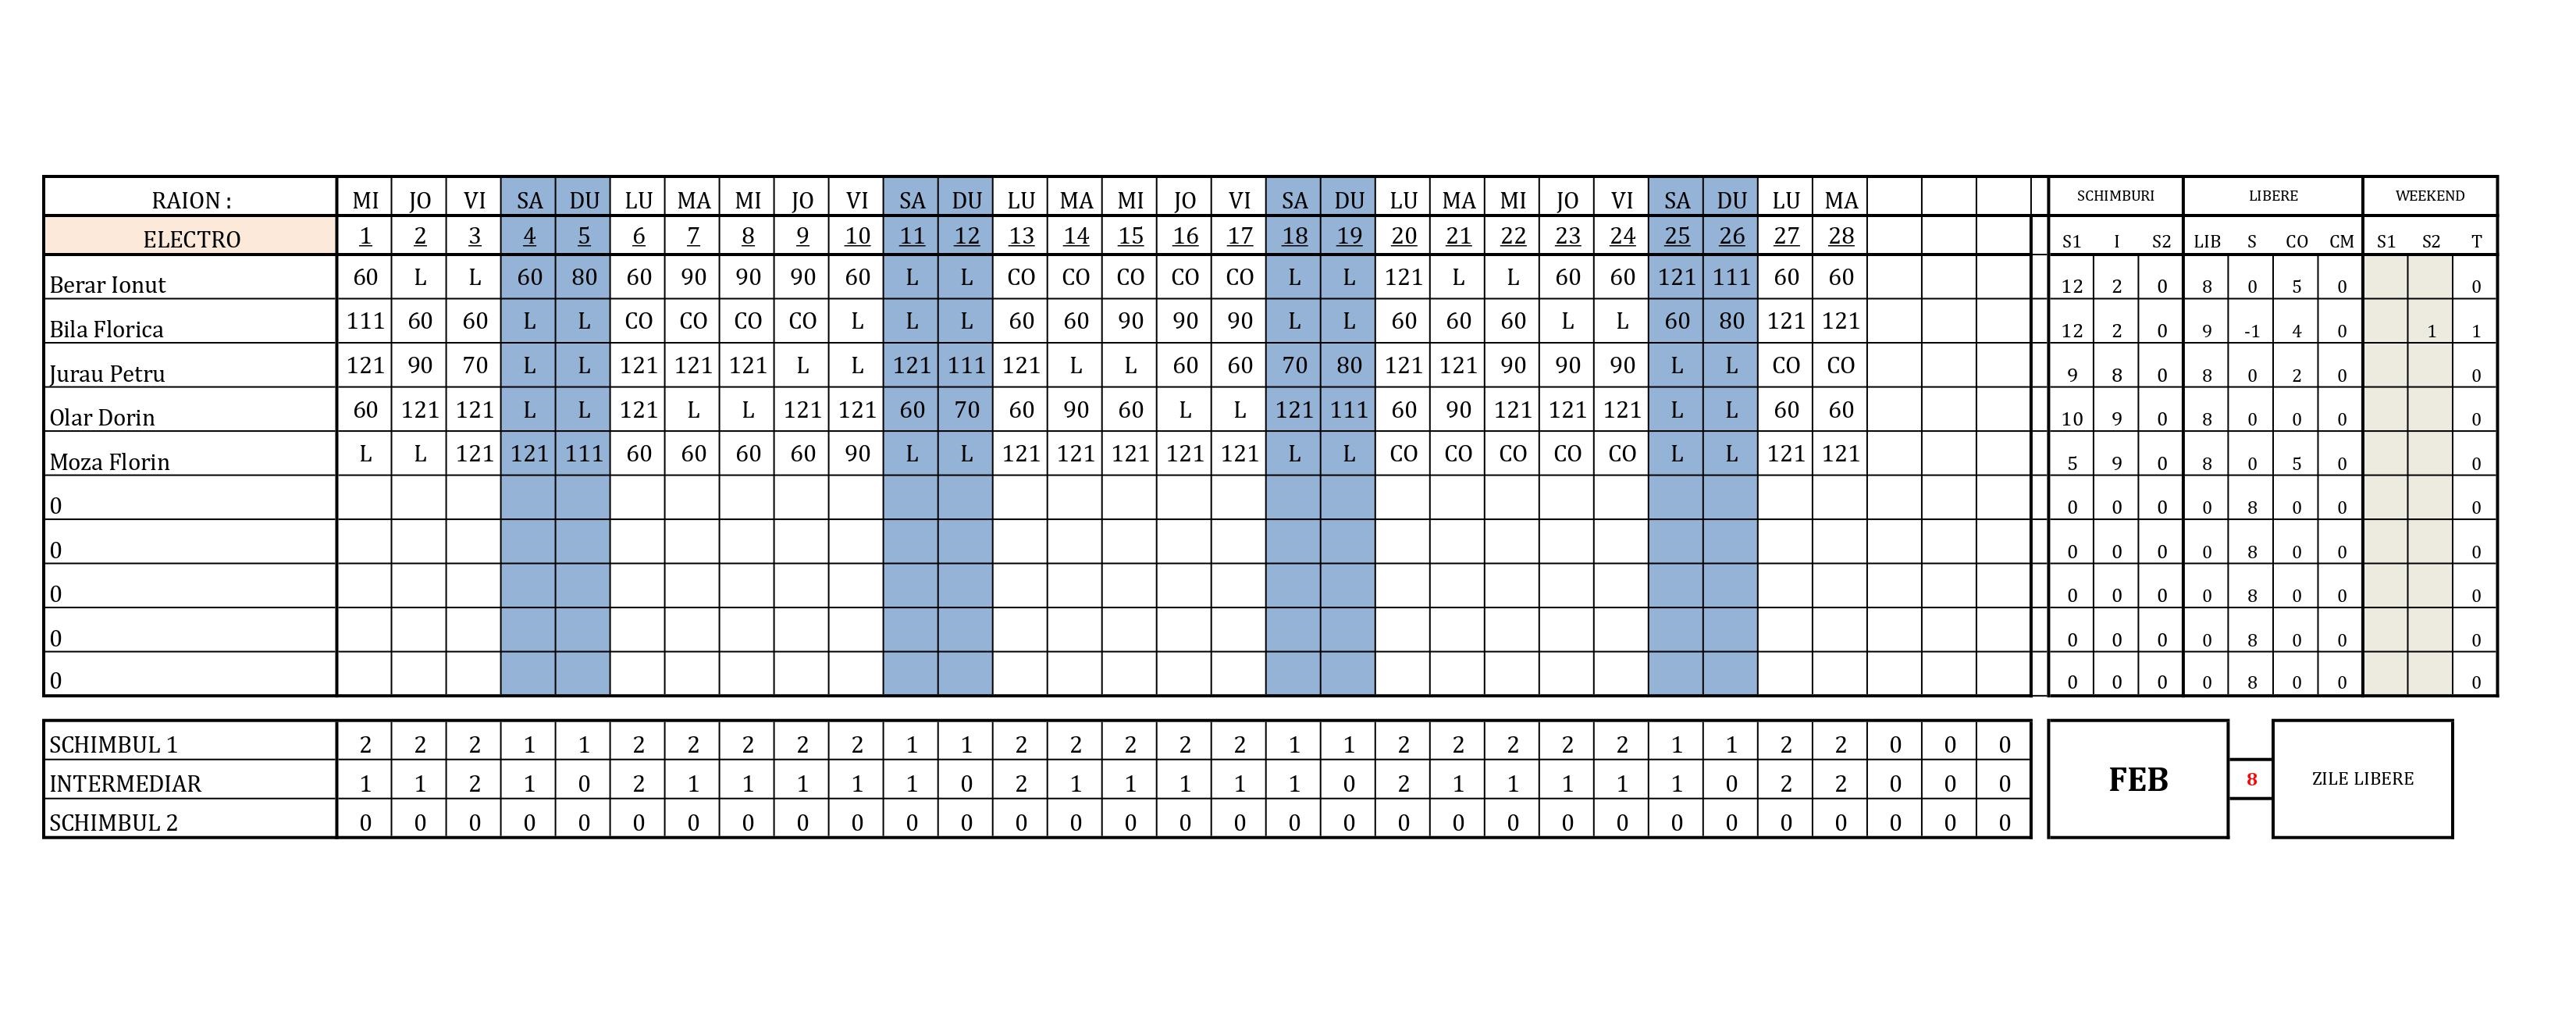 RAION : MI JO VI SA DU LU MA MI JO VI SA DU LU MA MI JO VI SA DU LU MA MI JO VI SA DU LU MA SCHIMBURI LIBERE WEEKEND
ELECTRO 1 2 3 4 5 6 7 8 9 10 11 12 13 14 15 16 17 18 19 20 21 22 23 24 25 26 27 28 S1 I S2 LIB S CO CM S1 S2 T
Berar Ionut 60 L L 60 80 60 90 90 90 60 L L CO CO CO CO CO L L 121 L L 60 60 121 111 60 60 12 2 0 8 0 5 0 0
Bila Florica 111 60 60 L L CO CO CO CO L L L 60 60 90 90 90 L L 60 60 60 L L 60 80 121 121 12 2 0 9 -1 4 0 1 1
Jurau Petru 121 90 70 L L 121 121 121 L L 121 111 121 L L 60 60 70 80 121 121 90 90 90 L L CO CO 9 8 0 8 0 2 0 0
Olar Dorin 60 121 121 L L 121 L L 121 121 60 70 60 90 60 L L 121 111 60 90 121 121 121 L L 60 60 10 9 0 8 0 0 0 0
Moza Florin L L 121 121 111 60 60 60 60 90 L L 121 121 121 121 121 L L CO CO CO CO CO L L 121 121 5 9 0 8 0 5 0 0
0 0 0 0 0 8 0 0 0
0 0 0 0 0 8 0 0 0
0 0 0 0 0 8 0 0 0
0 0 0 0 0 8 0 0 0
0 0 0 0 0 8 0 0 0
SCHIMBUL 1 2 2 2 1 1 2 2 2 2 2 1 1 2 2 2 2 2 1 1 2 2 2 2 2 1 1 2 2 0 0 0
INTERMEDIAR 1 1 2 1 0 2 1 1 1 1 1 0 2 1 1 1 1 1 0 2 1 1 1 1 1 0 2 2 0 0 0 FEB 8 ZILE LIBERE
SCHIMBUL 2 0 0 0 0 0 0 0 0 0 0 0 0 0 0 0 0 0 0 0 0 0 0 0 0 0 0 0 0 0 0 0